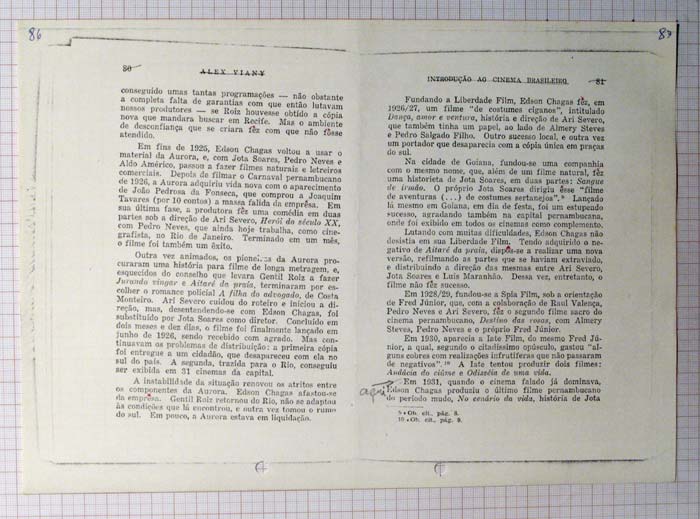 86
80
ALEX VIANY
conseguido umas tantas programações — não obstante
a completa falta de garantias com que então lutavam
nossos produtores — se Roiz houvesse obtido a cópia
nova que mandara buscar em Recife. Mas o ambiente
de desconfiança que se criara fêz com que não fôsse
atendido.
Em fins de 1925, Edson Chagas voltou a usar o
material da Aurora, e, com Jota Soares, Pedro Neves e
Aldo Américo, passou a fazer filmes naturais e letreiros
comerciais. Depois de filmar o Carnaval pernambucano
de 1926, a Aurora adquiriu vida nova com o aparecimento
de João Pedrosa da Fonseca, que comprou a Joaquim
Tavares (por 10 contos) a massa falida da emprêsa. Em
sua última fase, a produtora fêz uma comédia em duas
partes sob a direção de Ari Severo, Herói do século XX,
com Pedro Neves, que ainda hoje trabalha, como cine-
grafista, no Rio de Janeiro. Terminado em um mês,
o filme foi também um êxito.
Outra vez animados, os pioneiros da Aurora pro-
curaram uma história para filme de longa metragem, e,
esquecidos do conselho que levara Gentil Roiz a fazer
Jurando vingar e Aitaré da praia, terminaram por es-
colher o romance policial A filha do advogado, de Costa
Monteiro. Ari Severo cuidou do roteiro e iniciou a di-
reção, mas, desentendendo-se com Edson Chagas, foi
substituído por Jota Soares como diretor. Concluído em
dois meses e dez dias, o filme foi finalmente lançado em
junho de 1926, sendo recebido com agrado. Mas con-
tinuavam os problemas de distribuição: a primeira cópia
foi entregue a um cidadão, que desapareceu com ela no
sul do país. A segunda, trazida para o Rio, conseguiu
ser exibida em 31 cinemas da capital.
A instabilidade da situação renovou os atritos entre
os componentes da Aurora. Edson Chagas afastou-se
da emprêsa. Gentil Roiz retornou do Rio, não se adaptou
às condições que lá encontrou, e outra vez tomou o rumo
do sul. Em pouco, a Aurora estava em liquidação.
87
INTRODUÇÃO AO CINEMA BRASILEIRO
81
Fundando a Liberdade Film, Edson Chagas fêz, em
1926/27, um filme "de costumes ciganos", intitulado
Dança, amor e ventura, história e direção de Ari Severo,
que também tinha um papel, ao lado de Almery Steves
e Pedro Salgado Filho. Outro sucesso local, e outra vez
um portador que desaparecia com a cópia única em praças
do sul.
Na cidade de Goiana, fundou-se uma companhia
com o mesmo nome, que, além de um filme natural, fêz
uma historieta de Jota Soares, em duas partes: Sangue
de irmão. O próprio Jota Soares dirigiu êsse "filme
de aventuras (...) de costumes sertanejos".⁹ Lançado
lá mesmo em Goiana, em dia de festa, foi um estupendo
sucesso, agradando também na capital pernambucana,
onde foi exibido em todos os cinemas como complemento.
Lutando com muitas dificuldades, Edson Chagas não
desistia em sua Liberdade Film. Tendo adquirido o ne-
gativo de Aitaré da praia, dispôs-se a realizar uma nova
versão, refilmando as partes que se haviam extraviado,
e distribuindo a direção das mesmas entre Ari Severo,
Jota Soares e Luís Maranhão. Dessa vez, entretanto, o
filme não fêz sucesso.
Em 1928/29, fundou-se a Spia Film, sob a orientação
de Fred Júnior, que, com a colaboração de Raul Valença,
Pedro Neves e Ari Severo, fêz o segundo filme sacro do
cinema pernambucano, Destino das rosas, com Almery
Steves, Pedro Neves e o próprio Fred Júnior.
Em 1930, aparecia a Iate Film, do mesmo Fred Jú-
nior, a qual, segundo o citadíssimo opúsculo, gastou "al-
guns cobres com realizações infrutíferas que não passaram
de negativos".¹⁰ A Iate tentou produzir dois filmes:
Audácia do ciúme e Odisséia de uma vida.
Em 1931, quando o cinema falado já dominava,
aqui
Edson Chagas produziu o último filme pernambucano
do período mudo, No cenário da vida, história de Jota
9 - Ob. cit., pág. 8.
10 - Ob. cit., pág. 9.